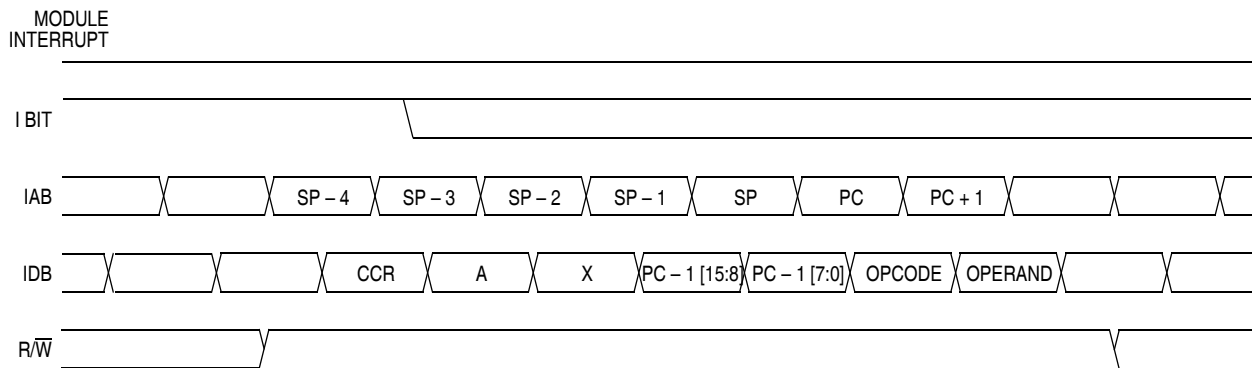 MODULE
INTERRUPT
I BIT
IAB SP – 4 SP – 3 SP – 2 SP – 1 SP PC PC + 1
IDB CCR A X PC – 1 [15:8] PC – 1 [7:0] OPCODE OPERAND
R/W̅